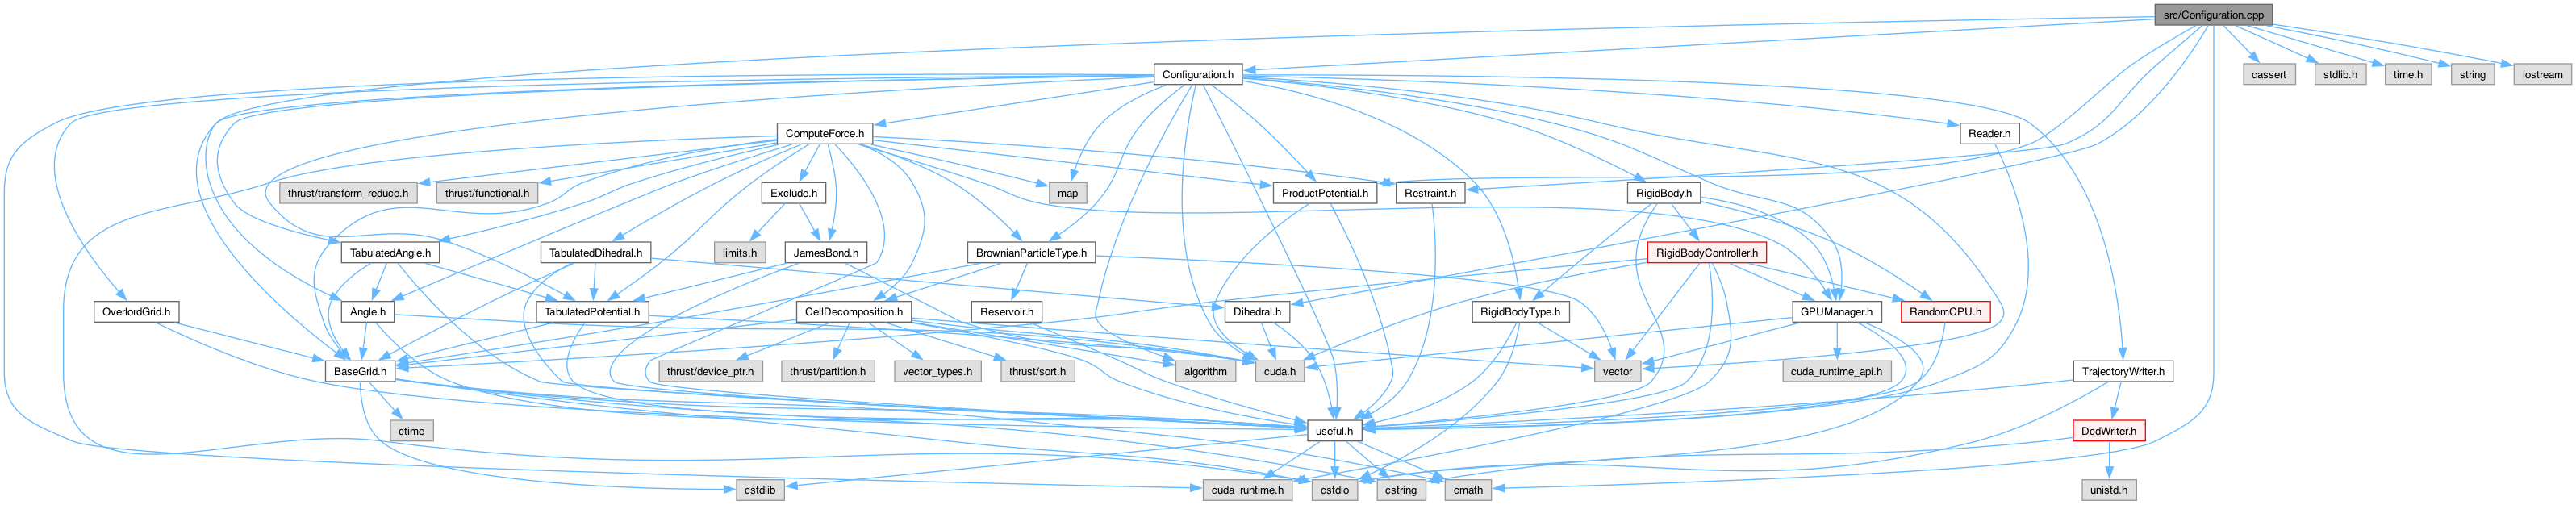 src/Configuration.cpp
Configuration.h
cassert
stdlib.h
time.h
string
iostream
ComputeForce.h
Reader.h
thrust/transform_reduce.h
thrust/functional.h
Exclude.h
map
ProductPotential.h
Restraint.h
RigidBody.h
limits.h
TabulatedAngle.h
TabulatedDihedral.h
JamesBond.h
BrownianParticleType.h
RigidBodyController.h
OverlordGrid.h
Angle.h
TabulatedPotential.h
CellDecomposition.h
Reservoir.h
Dihedral.h
RigidBodyType.h
GPUManager.h
RandomCPU.h
BaseGrid.h
thrust/device_ptr.h
thrust/partition.h
vector_types.h
thrust/sort.h
algorithm
cuda.h
vector
cuda_runtime_api.h
TrajectoryWriter.h
ctime
useful.h
DcdWriter.h
cstdlib
cuda_runtime.h
cstdio
cstring
cmath
unistd.h